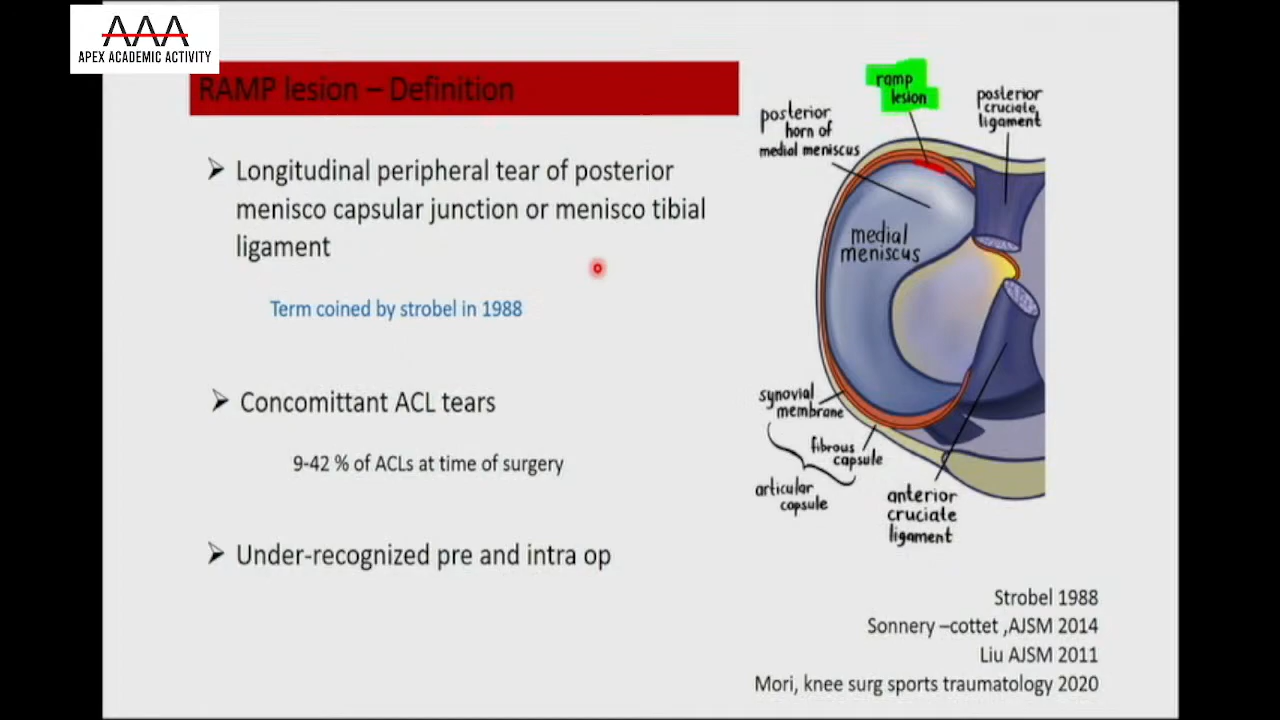 AAA
APEX ACADEMIC ACTIVITY
RAMP lesion – Definition
Longitudinal peripheral tear of posterior
menisco capsular junction or menisco tibial
ligament
Term coined by strobel in 1988
Concomittant ACL tears
9-42 % of ACLs at time of surgery
Under-recognized pre and intra op
ramp
lesion
posterior
cruciate
ligament
posterior
horn of
medial meniscus
medial
meniscus
synovial
membrane
fibrous
capsule
articular
capsule
anterior
cruciate
ligament
Strobel 1988
Sonnery –cottet ,AJSM 2014
Liu AJSM 2011
Mori, knee surg sports traumatology 2020